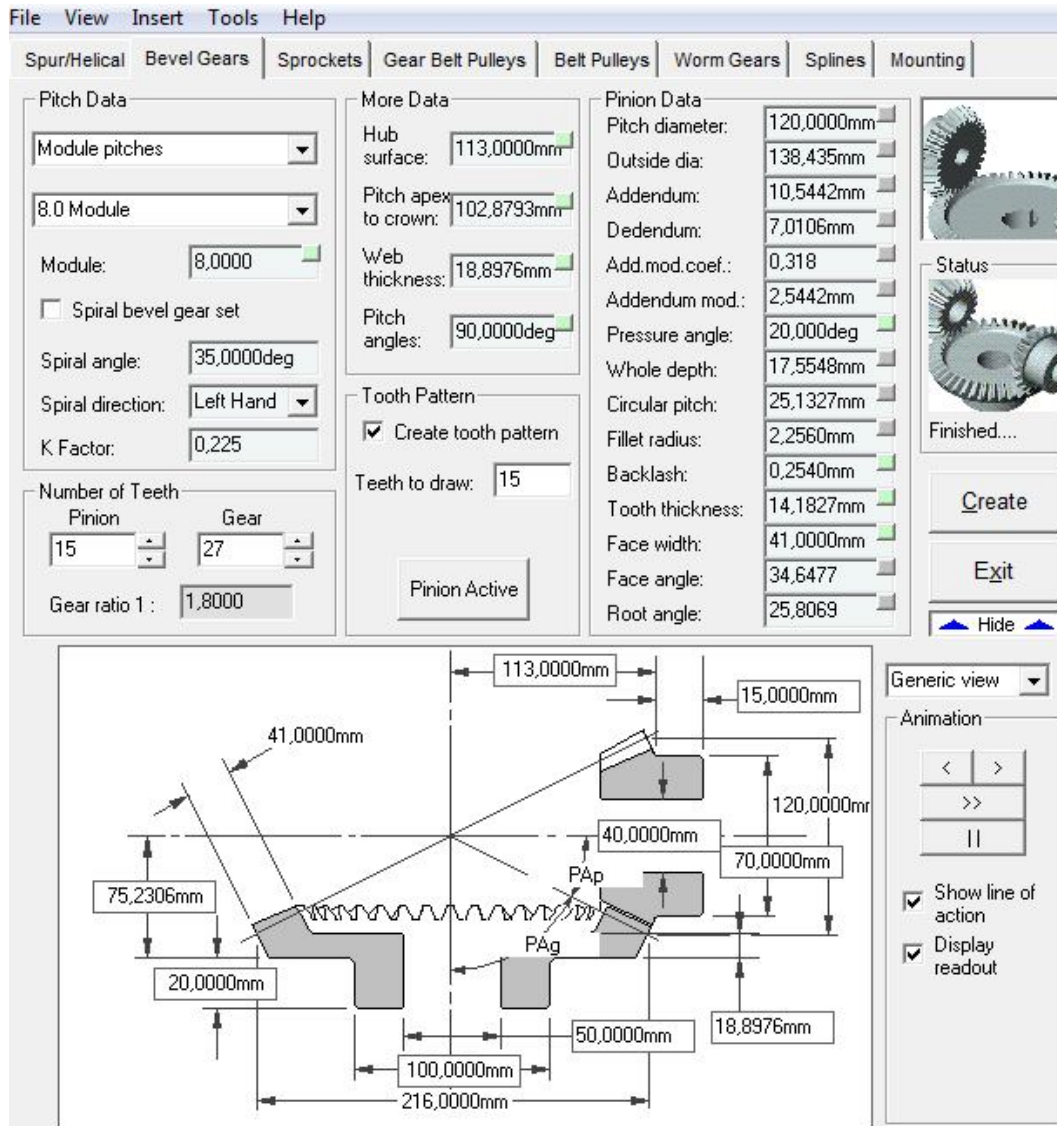 File View Insert Tools Help
Spur/Helical Bevel Gears Sprockets Gear Belt Pulleys Belt Pulleys Worm Gears Splines Mounting
Pitch Data
Module pitches
8.0 Module
Module: 8,0000
Spiral bevel gear set
Spiral angle: 35,0000deg
Spiral direction: Left Hand
K Factor: 0,225
Number of Teeth
Pinion Gear
15 27
Gear ratio 1 : 1,8000
More Data
Hub
surface: 113,0000mm
Pitch apex
to crown: 102,8793mm
Web
thickness: 18,8976mm
Pitch
angles: 90,0000deg
Tooth Pattern
Create tooth pattern
Teeth to draw: 15
Pinion Active
Pinion Data
Pitch diameter: 120,0000mm
Outside dia: 138,435mm
Addendum: 10,5442mm
Dedendum: 7,0106mm
Add.mod.coef.: 0,318
Addendum mod.: 2,5442mm
Pressure angle: 20,000deg
Whole depth: 17,5548mm
Circular pitch: 25,1327mm
Fillet radius: 2,2560mm
Backlash: 0,2540mm
Tooth thickness: 14,1827mm
Face width: 41,0000mm
Face angle: 34,6477
Root angle: 25,8069
Status
Finished....
Create
Exit
Hide
113,0000mm
15,0000mm
41,0000mm
120,0000mr
40,0000mm
70,0000mm
PAp
75,2306mm
PAg
20,0000mm
18,8976mm
50,0000mm
100,0000mm
216,0000mm
Generic view
Animation
< >
>>
||
Show line of
action
Display
readout